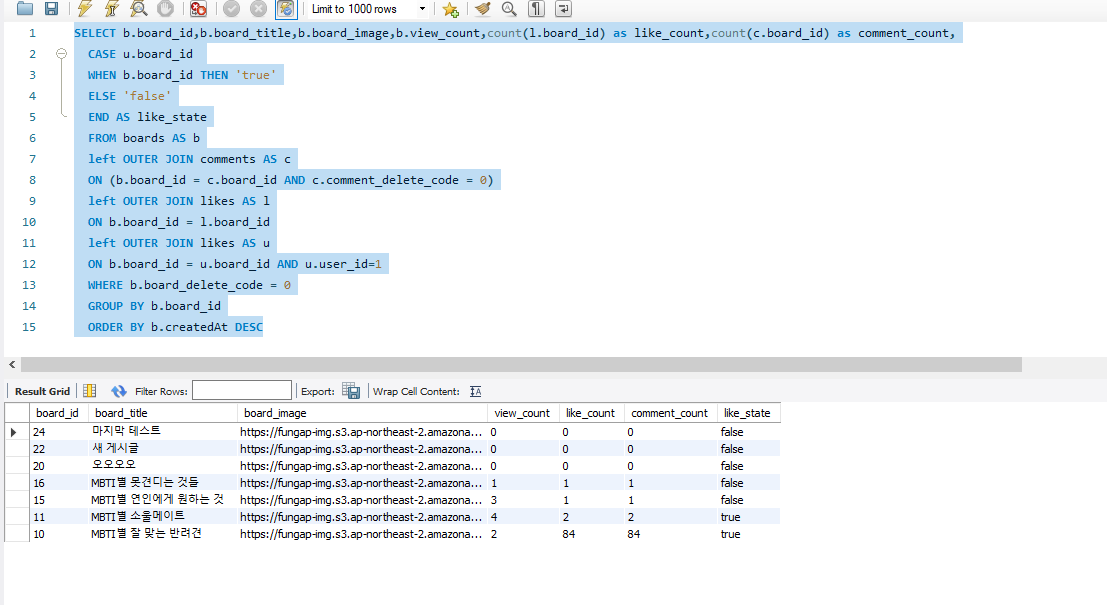 Limit to 1000 rows
1 SELECT b.board_id,b.board_title,b.board_image,b.view_count,count(l.board_id) as like_count,count(c.board_id) as comment_count,
2 CASE u.board_id
3 WHEN b.board_id THEN 'true'
4 ELSE 'false'
5 END AS like_state
6 FROM boards AS b
7 left OUTER JOIN comments AS c
8 ON (b.board_id = c.board_id AND c.comment_delete_code = 0)
9 left OUTER JOIN likes AS l
10 ON b.board_id = l.board_id
11 left OUTER JOIN likes AS u
12 ON b.board_id = u.board_id AND u.user_id=1
13 WHERE b.board_delete_code = 0
14 GROUP BY b.board_id
15 ORDER BY b.createdAt DESC
Result Grid Filter Rows: Export: Wrap Cell Content:
board_id board_title board_image view_count like_count comment_count like_state
24 마지막 테스트 https://fungap-img.s3.ap-northeast-2.amazona... 0 0 0 false
22 새 게시글 https://fungap-img.s3.ap-northeast-2.amazona... 0 0 0 false
20 오오오오 https://fungap-img.s3.ap-northeast-2.amazona... 0 0 0 false
16 MBTI별 못견디는 것들 https://fungap-img.s3.ap-northeast-2.amazona... 1 1 1 false
15 MBTI별 연인에게 원하는 것 https://fungap-img.s3.ap-northeast-2.amazona... 3 1 1 false
11 MBTI별 소울메이트 https://fungap-img.s3.ap-northeast-2.amazona... 4 2 2 true
10 MBTI별 잘 맞는 반려견 https://fungap-img.s3.ap-northeast-2.amazona... 2 84 84 true